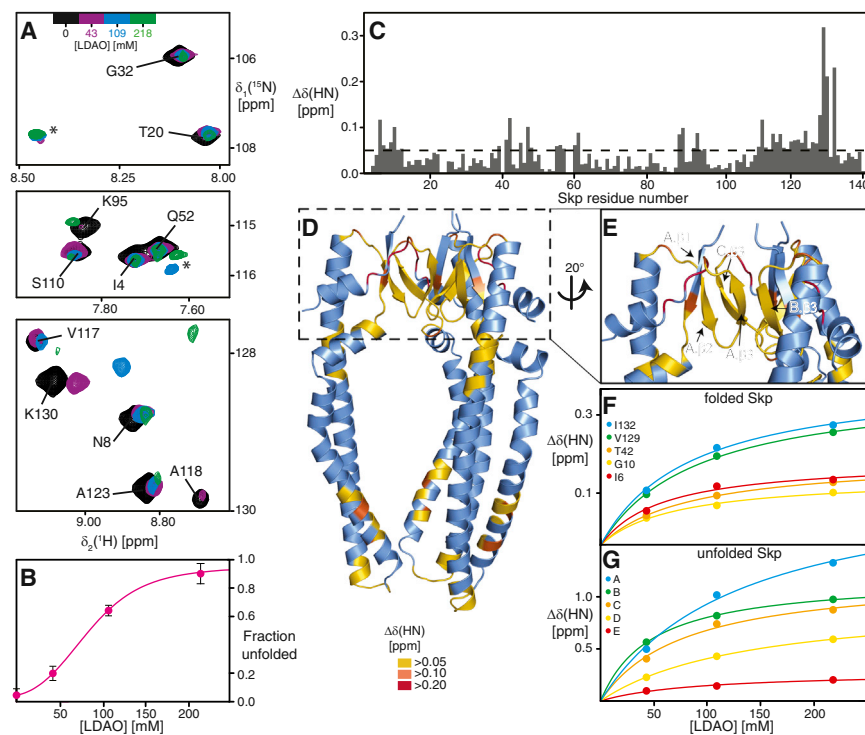 A
0 43 109 218
[LDAO] [mM]
G32
T20
*
106
108
δ₁(¹⁵N)
[ppm]
8.50 8.25 8.00
K95
Q52
S110
I4
*
115
116
7.80 7.60
V117
K130
N8
A123
A118
128
130
9.00 8.80
δ₂(¹H) [ppm]
B
1.0
0.8
0.6
0.2
0.0
Fraction
unfolded
50 100 150 200
[LDAO] [mM]
C
Δδ(HN)
[ppm]
0.3
0.2
0.1
0.0
20 40 60 80 100 120 140
Skp residue number
D
20°
Δδ(HN)
[ppm]
>0.05
>0.10
>0.20
E
A.β1
A.β2
A.β3
B.β3
F
folded Skp
Δδ(HN)
[ppm]
0.3
0.1
I132
V129
T42
G10
I6
G
unfolded Skp
Δδ(HN)
[ppm]
1.0
0.5
A
B
C
D
E
50 100 150 200
[LDAO] [mM]